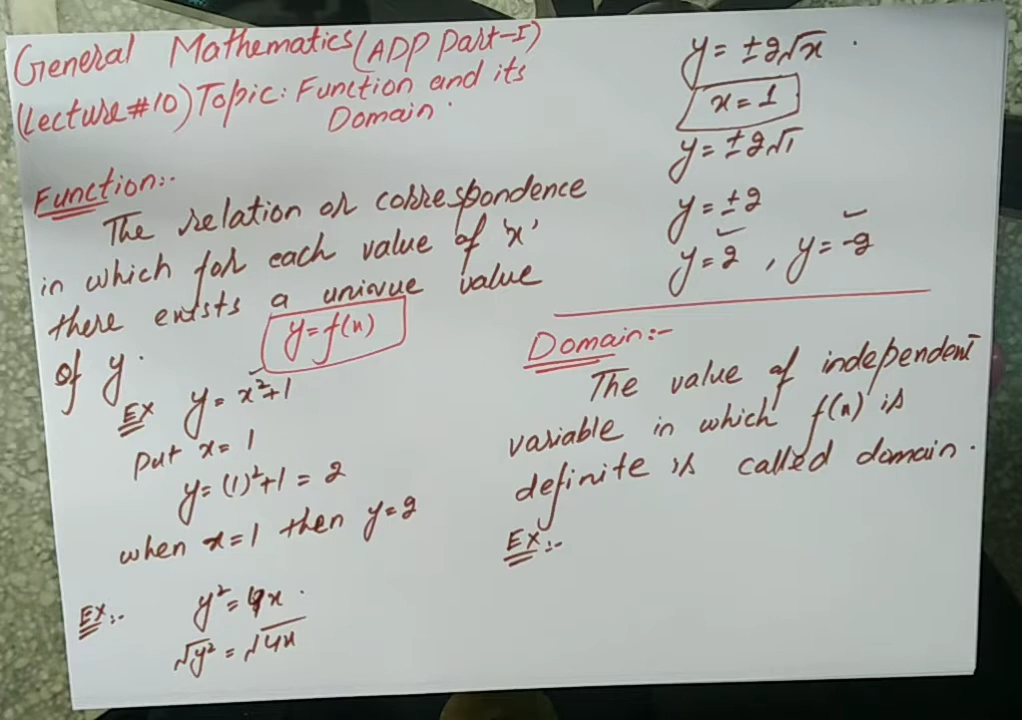 General Mathematics (ADP Part-I)
(Lecture #10) Topic: Function and its
Domain.
Function:-
The relation or correspondence
in which for each value of 'x'
there exists a uniavue value
of y.
y=f(x)
Ex y = x²+1
put x = 1
y = (1)²+1 = 2
when x=1 then y=2
Ex:- y² = 4x.
√y² = √4x
y = ±2√x.
x = 1
y = ±2√1
y = ±2
y = 2 , y = -2
Domain:-
The value of independent
variable in which f(x) is
definite is called domain.
Ex:-